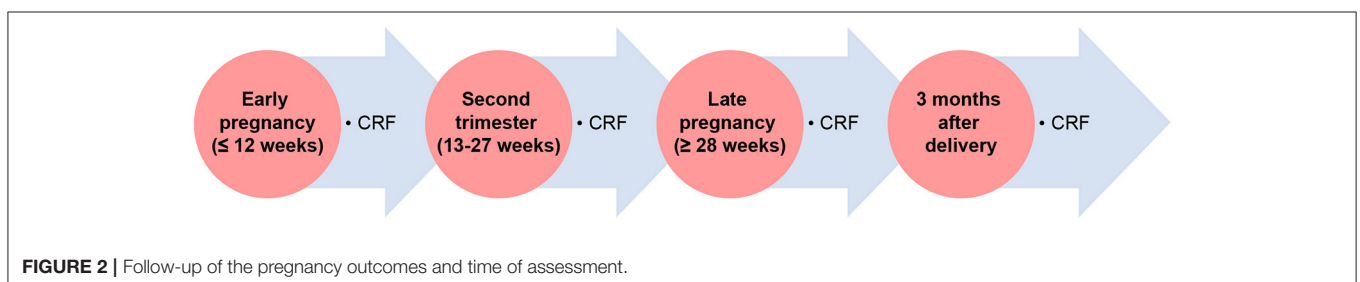 Early
pregnancy
(≤ 12 weeks)
• CRF
Second
trimester
(13-27 weeks)
• CRF
Late
pregnancy
(≥ 28 weeks)
• CRF
3 months
after
delivery
• CRF
FIGURE 2 | Follow-up of the pregnancy outcomes and time of assessment.